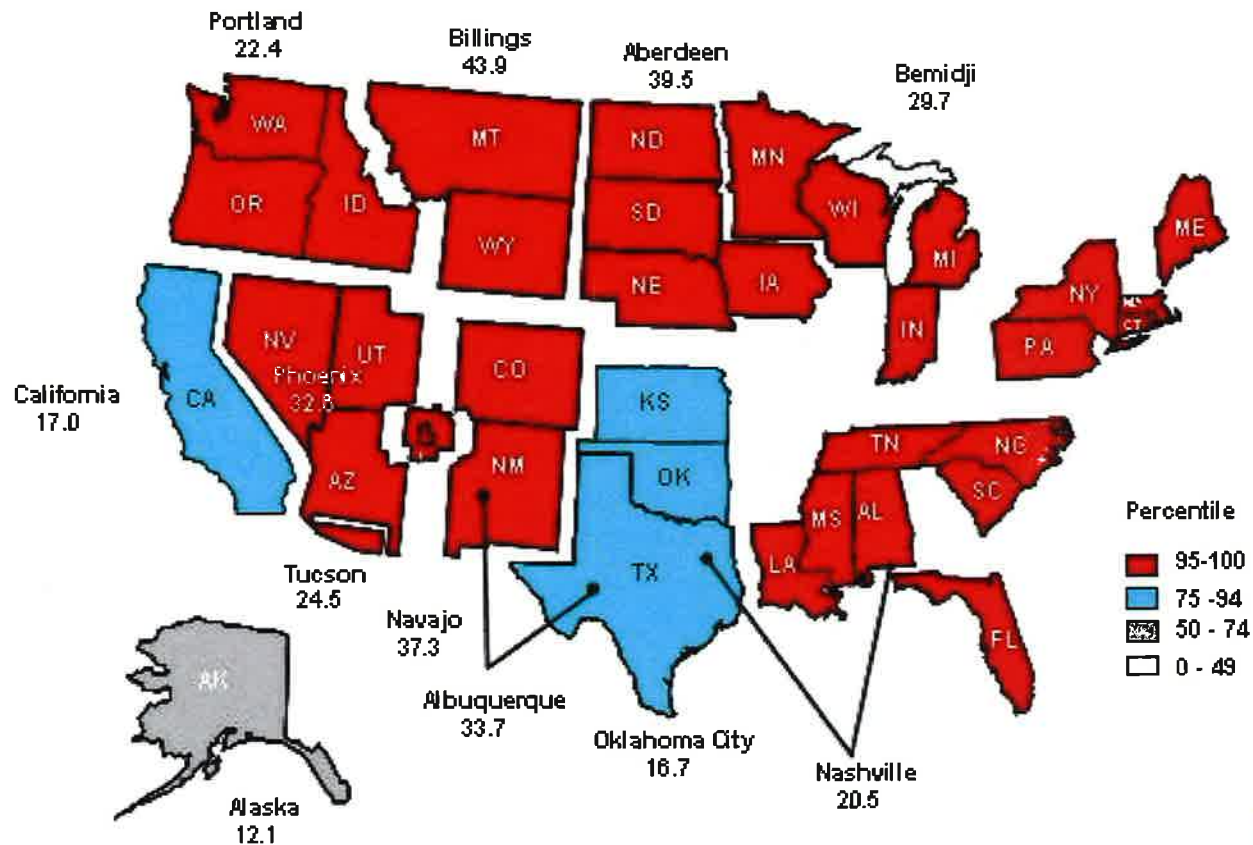 Portland
22.4
Billings
43.9
Aberdeen
39.5
Bemidji
29.7
WA
MT
ND
MN
OR
ID
SD
WI
ME
WY
MI
NE
IA
NY
IN
CT
PA
NV
UT
CO
Phoenix
32.8
California
17.0
CA
KS
TN
NC
AZ
NM
OK
SC
MS
AL
Percentile
95-100
75 -94
50 - 74
0 - 49
LA
TX
FL
Tucson
24.5
Navajo
37.3
AK
Albuquerque
33.7
Oklahoma City
16.7
Nashville
20.5
Alaska
12.1